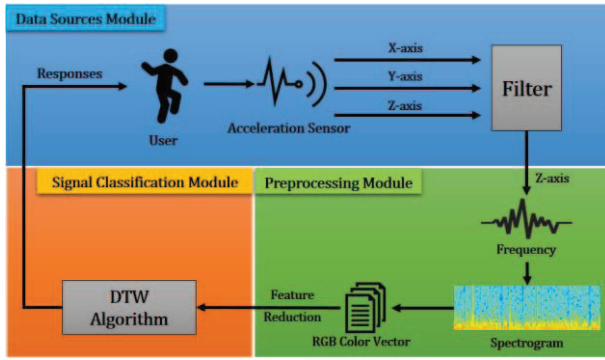 Data Sources Module
Responses
User
Acceleration Sensor
X-axis
Y-axis
Z-axis
Filter
Signal Classification Module
Preprocessing Module
Z-axis
Frequency
Spectrogram
RGB Color Vector
Feature
Reduction
DTW
Algorithm